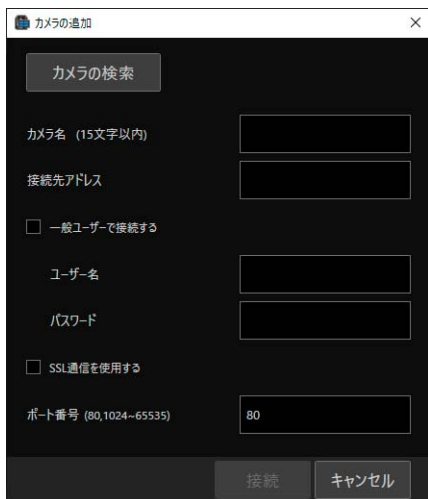 カメラの追加
カメラの検索
カメラ名 (15文字以内)
接続先アドレス
一般ユーザーで接続する
ユーザー名
パスワード
SSL通信を使用する
ポート番号 (80,1024~65535) 80
接続 キャンセル